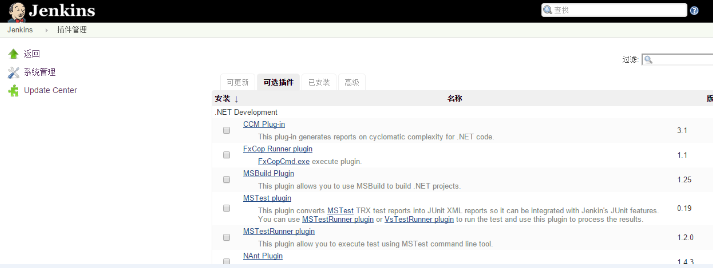 Jenkins
查找
Jenkins
插件管理
返回
系统管理
Update Center
过滤:
可更新
可选插件
已安装
高级
安装 ↓
名称
.NET Development
CCM Plug-in
This plug-in generates reports on cyclomatic complexity for .NET code.
3.1
FxCop Runner plugin
FxCopCmd.exe execute plugin.
1.1
MSBuild Plugin
This plugin allows you to use MSBuild to build .NET projects.
1.25
MSTest plugin
This plugin converts MSTest TRX test reports into JUnit XML reports so it can be integrated with Jenkin's JUnit features
You can use MSTestRunner plugin or VsTestRunner plugin to run the test and use this plugin to process the results.
0.19
MSTestRunner plugin
This plugin allow you to execute test using MSTest command line tool.
1.2.0
NAnt Plugin
1.4.3